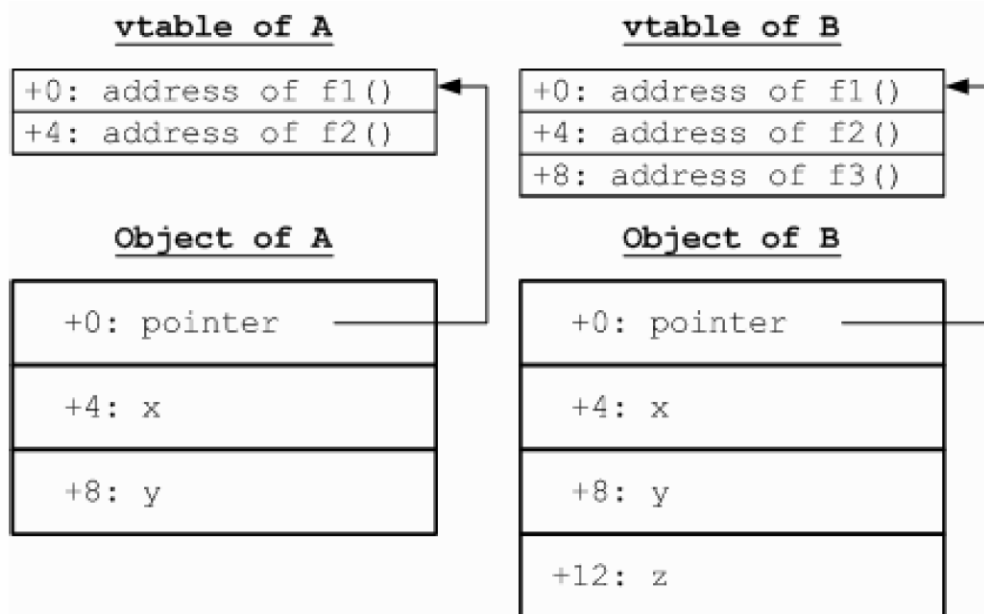 vtable of A
+0: address of f1()
+4: address of f2()
Object of A
+0: pointer
+4: x
+8: y
vtable of B
+0: address of f1()
+4: address of f2()
+8: address of f3()
Object of B
+0: pointer
+4: x
+8: y
+12: z